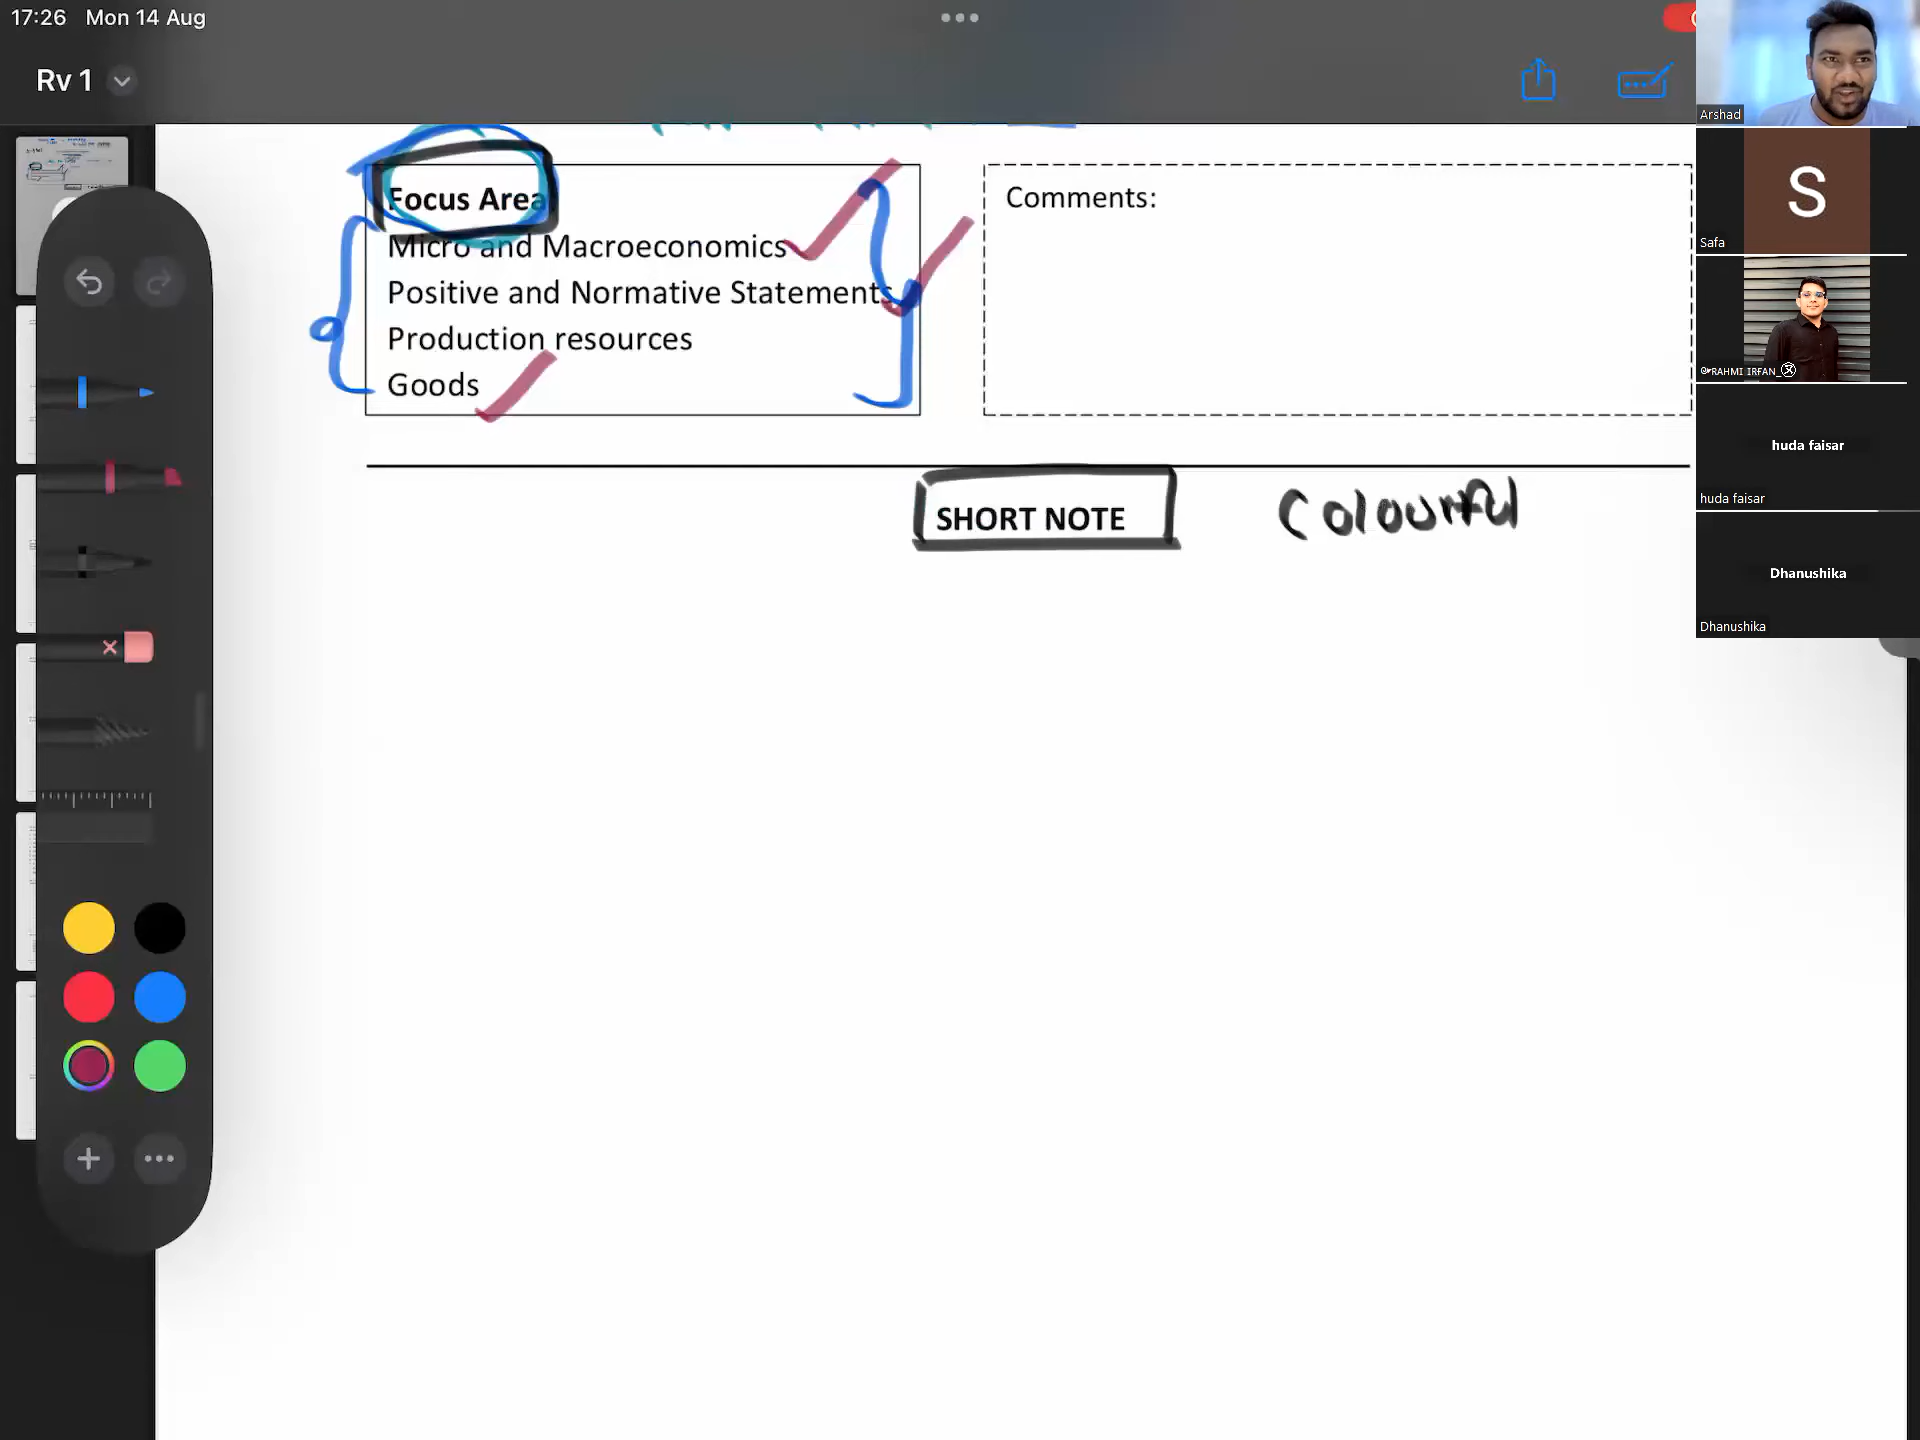 17:26 Mon 14 Aug
Rv 1
Focus Area
Micro and Macroeconomics
Positive and Normative Statements
Production resources
Goods
Comments:
SHORT NOTE
Colourful
Arshad
S
Safa
RAHMI IRFAN_
huda faisar
huda faisar
Dhanushika
Dhanushika